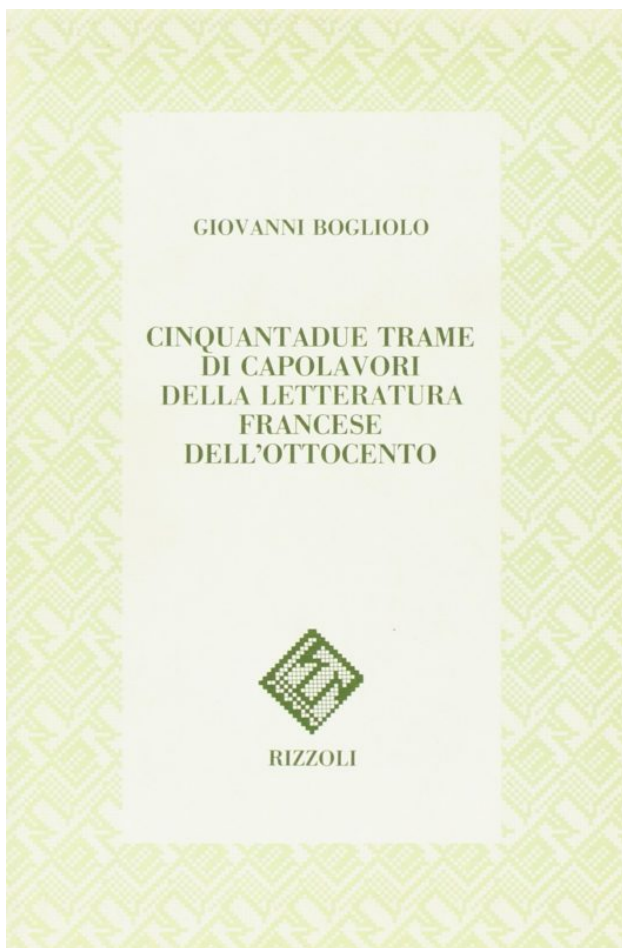 GIOVANNI BOGLIOLO
CINQUANTADUE TRAME
DI CAPOLAVORI
DELLA LETTERATURA
FRANCESE
DELL'OTTOCENTO
RIZZOLI